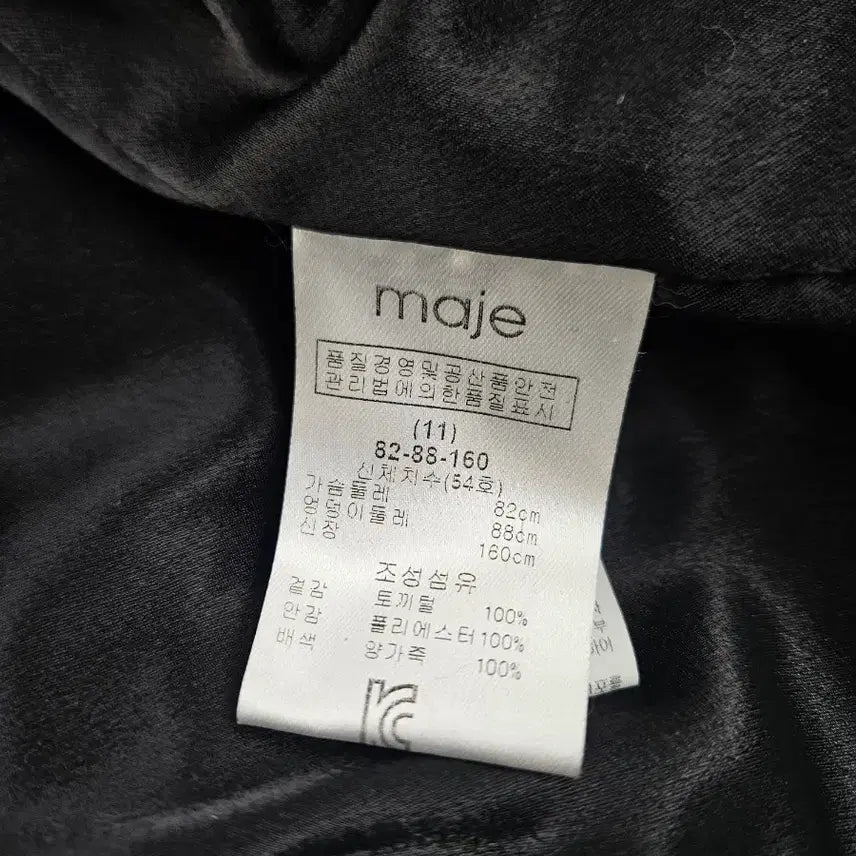 maje
품질경영및공산품안전
관리법에의한품질표시
(11)
82-88-160
신체치수(54호)
가슴둘레 82cm
엉덩이둘레 88cm
신장 160cm
조성섬유
겉감 토끼털 100%
안감 폴리에스터 100%
배색 양가죽 100%